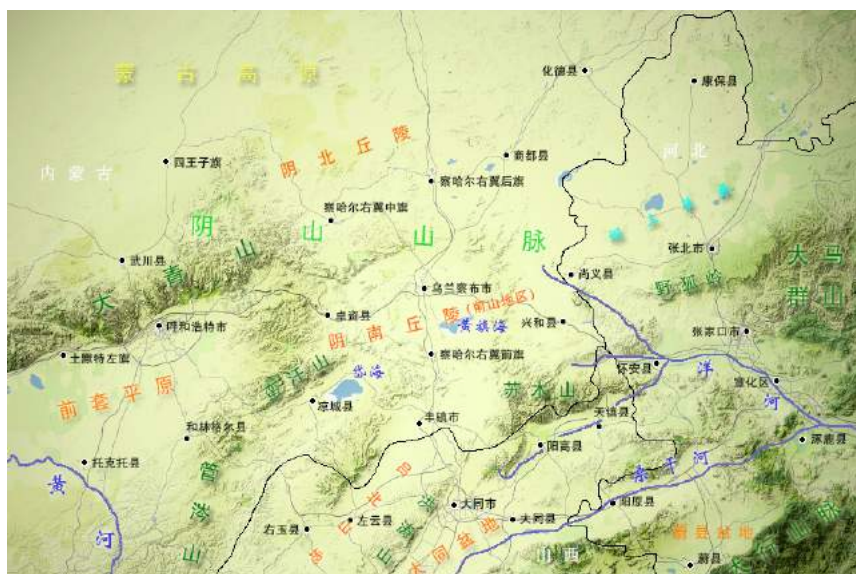 化德县
康保县
蒙古高原
四王子旗
阴北丘陵
商都县
河北
内蒙古
察哈尔右翼后旗
察哈尔右翼中旗
阴山山脉
张北市
武川县
大青山
尚义县
野狐岭
大马群山
乌兰察布市
阴南丘陵(前山地区)
卓资县
黄旗海
兴和县
呼和浩特市
张家口市
土默特左旗
察哈尔右翼前旗
怀安县
洋河
岱海
蛮汗山
苏木山
宣化区
前套平原
凉城县
天镇县
丰镇市
和林格尔县
阳高县
涿鹿县
托克托县
桑干河
黄河
管涔山
大同市
阳原县
右玉县
左云县
大同县
大同盆地
山西
蔚县盆地
蔚县
太行山脉